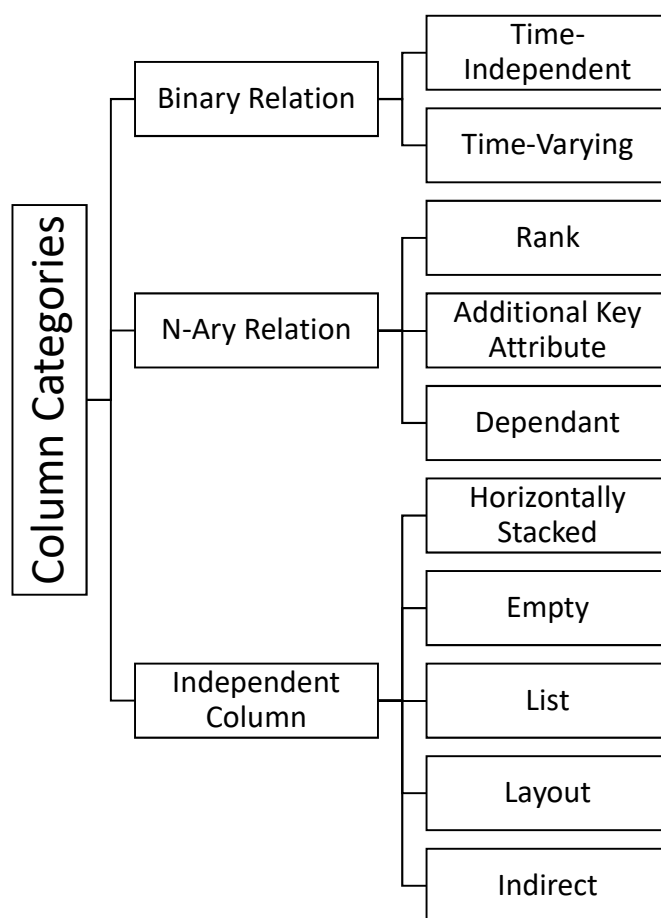 Column Categories
Binary Relation
Time-
Independent
Time-Varying
N-Ary Relation
Rank
Additional Key
Attribute
Dependant
Independent
Column
Horizontally
Stacked
Empty
List
Layout
Indirect